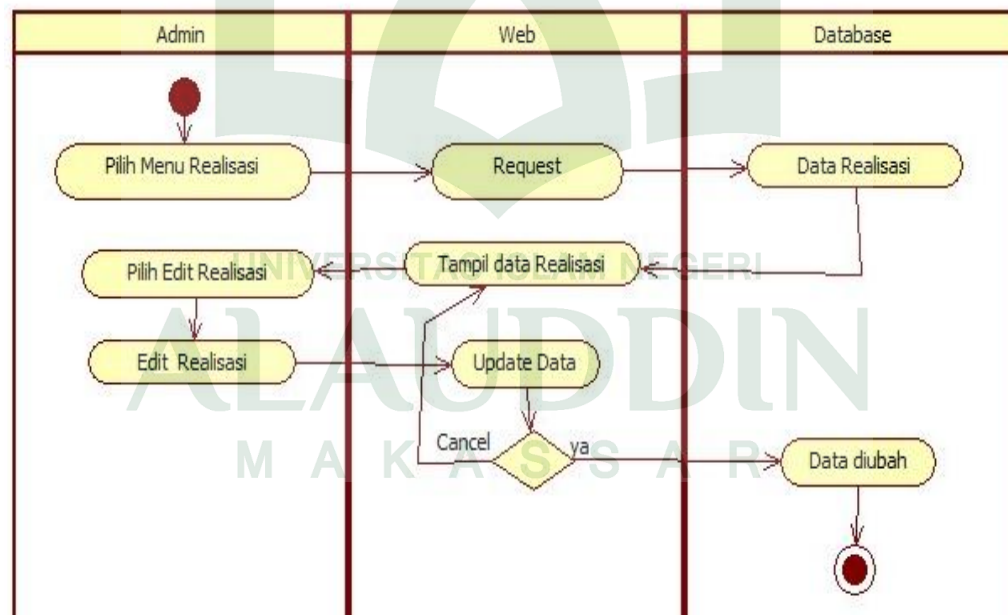 Admin
Web
Database
Pilih Menu Realisasi
Request
Data Realisasi
Pilih Edit Realisasi
Tampil data Realisasi
UNIVERSITAS ISLAM NEGERI
Edit Realisasi
Update Data
ALAUDDIN
Cancel
ya
Data diubah
MAKASSAR